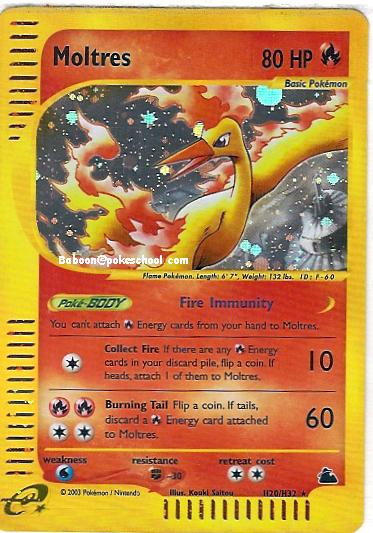 Moltres 80 HP
Basic Pokémon
Baboon@pokeschool.com
Flame Pokémon. Length: 6' 7", Weight: 132 lbs. ID: F-60
Poké-BODY Fire Immunity
You can't attach Energy cards from your hand to Moltres.
Collect Fire If there are any Energy
cards in your discard pile, flip a coin. If
heads, attach 1 of them to Moltres.
10
Burning Tail Flip a coin. If tails,
discard a Energy card attached
to Moltres.
60
weakness resistance retreat cost
-30
© 2003 Pokémon / Nintendo Illus. Kouki Saitou H20/H32 ★
e